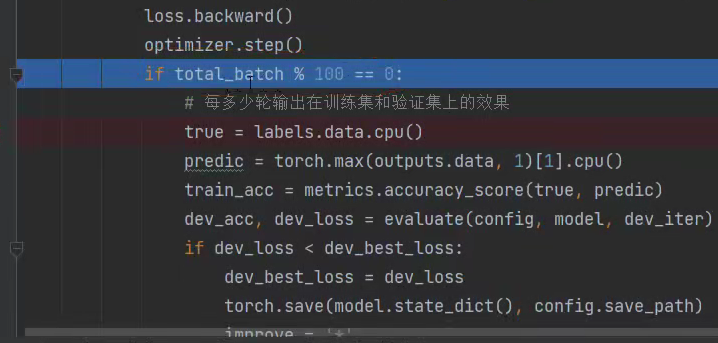 loss.backward()
optimizer.step()
if total_batch % 100 == 0:
# 每多少轮输出在训练集和验证集上的效果
true = labels.data.cpu()
predic = torch.max(outputs.data, 1)[1].cpu()
train_acc = metrics.accuracy_score(true, predic)
dev_acc, dev_loss = evaluate(config, model, dev_iter)
if dev_loss < dev_best_loss:
dev_best_loss = dev_loss
torch.save(model.state_dict(), config.save_path)
improve = '*'